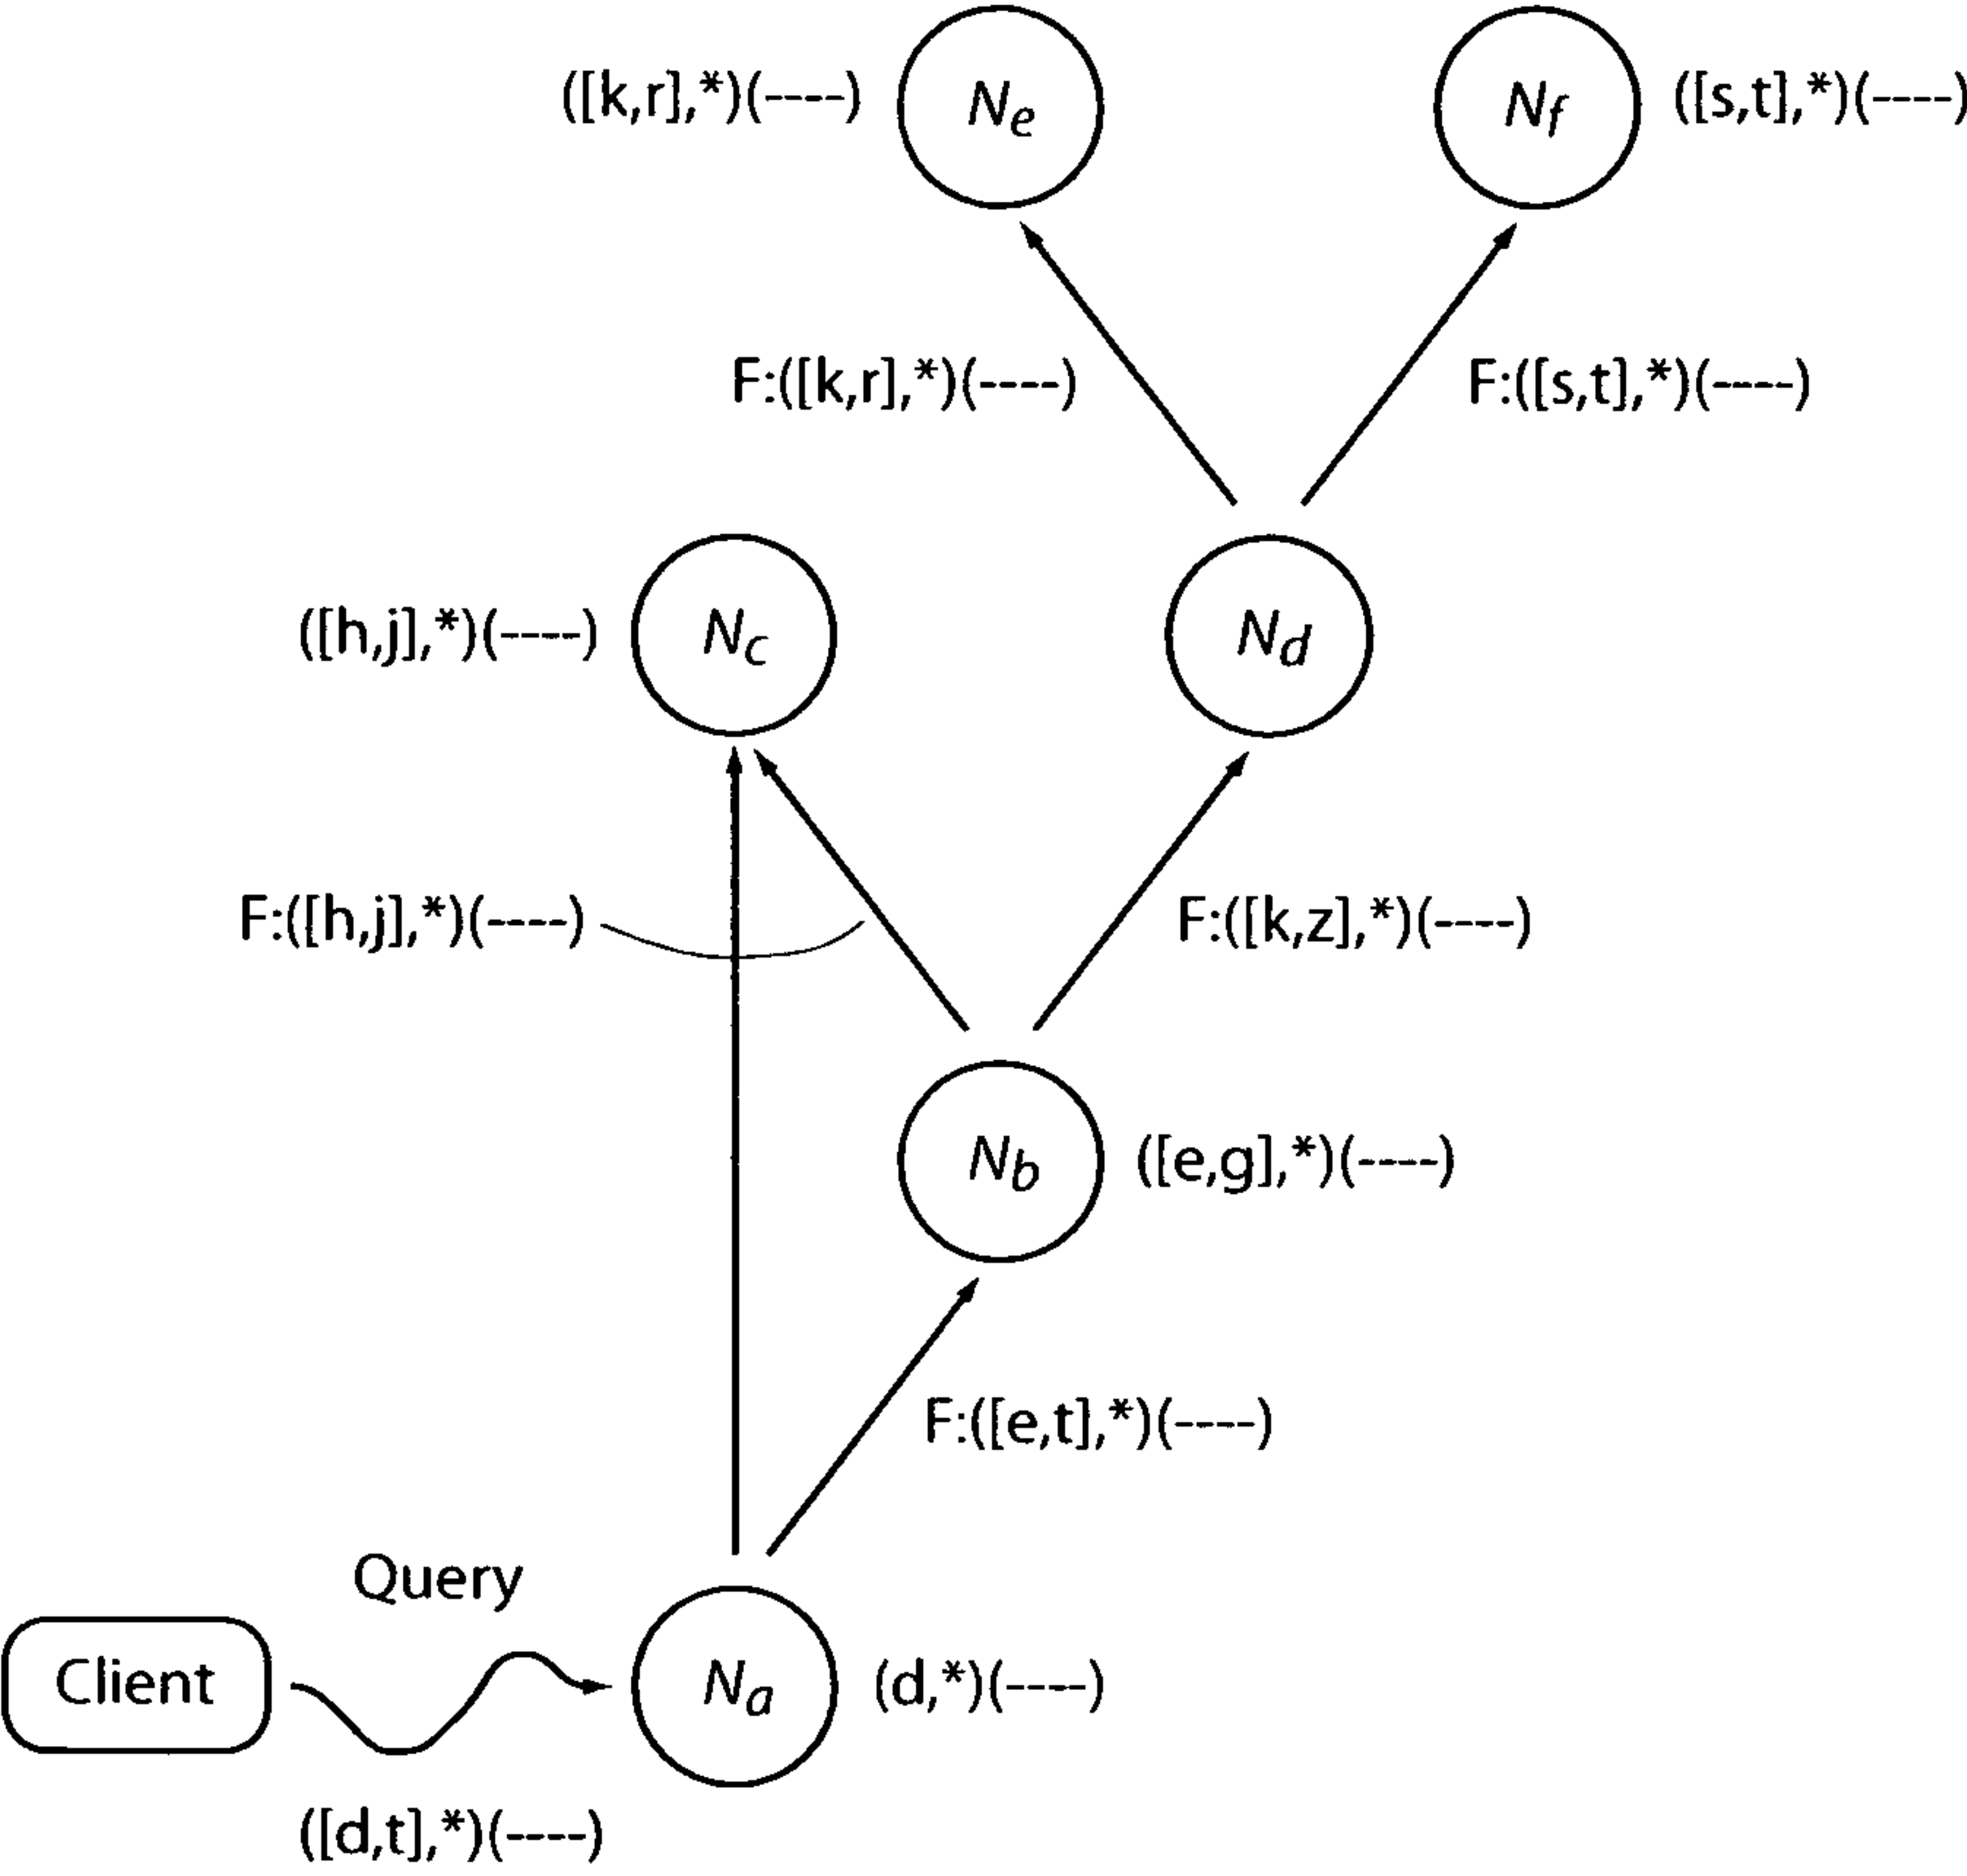 ([k,r],*)(----)
Ne
Nf
([s,t],*)(----)
F:([k,r],*)(----)
F:([s,t],*)(----)
([h,j],*)(----)
Nc
Nd
F:([h,j],*)(----)
F:([k,z],*)(----)
Nb
([e,g],*)(----)
F:([e,t],*)(----)
Query
Client
Na
(d,*)(----)
([d,t],*)(----)